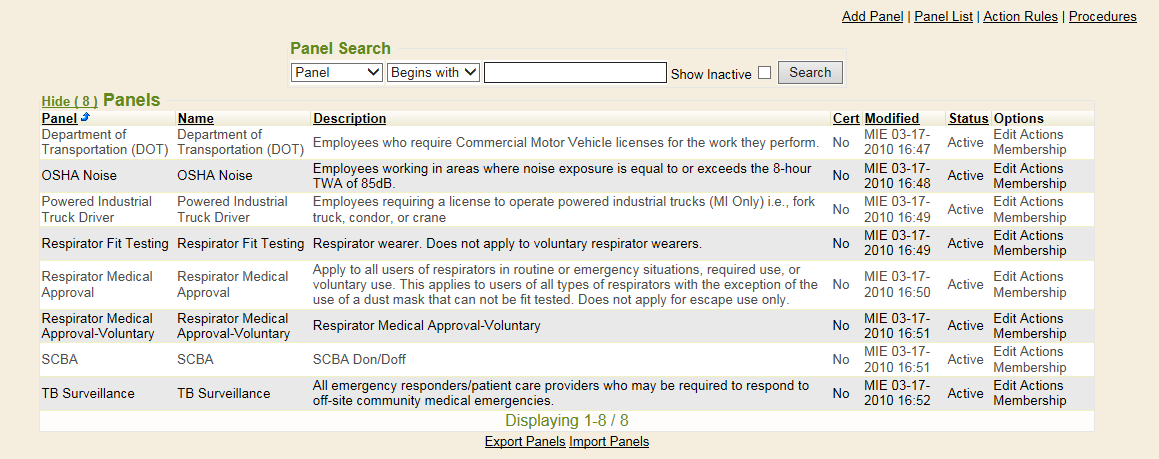 Add Panel | Panel List | Action Rules | Procedures
Panel Search
Panel Begins with Show Inactive Search
Hide ( 8 ) Panels
Panel Name Description Cert Modified Status Options
Department of Transportation (DOT) Department of Transportation (DOT) Employees who require Commercial Motor Vehicle licenses for the work they perform. No MIE 03-17-2010 16:47 Active Edit Actions Membership
OSHA Noise OSHA Noise Employees working in areas where noise exposure is equal to or exceeds the 8-hour TWA of 85dB. No MIE 03-17-2010 16:48 Active Edit Actions Membership
Powered Industrial Truck Driver Powered Industrial Truck Driver Employees requiring a license to operate powered industrial trucks (MI Only) i.e., fork truck, condor, or crane No MIE 03-17-2010 16:49 Active Edit Actions Membership
Respirator Fit Testing Respirator Fit Testing Respirator wearer. Does not apply to voluntary respirator wearers. No MIE 03-17-2010 16:49 Active Edit Actions Membership
Respirator Medical Approval Respirator Medical Approval Apply to all users of respirators in routine or emergency situations, required use, or voluntary use. This applies to users of all types of respirators with the exception of the use of a dust mask that can not be fit tested. Does not apply for escape use only. No MIE 03-17-2010 16:50 Active Edit Actions Membership
Respirator Medical Approval-Voluntary Respirator Medical Approval-Voluntary Respirator Medical Approval-Voluntary No MIE 03-17-2010 16:51 Active Edit Actions Membership
SCBA SCBA SCBA Don/Doff No MIE 03-17-2010 16:51 Active Edit Actions Membership
TB Surveillance TB Surveillance All emergency responders/patient care providers who may be required to respond to off-site community medical emergencies. No MIE 03-17-2010 16:52 Active Edit Actions Membership
Displaying 1-8 / 8
Export Panels Import Panels